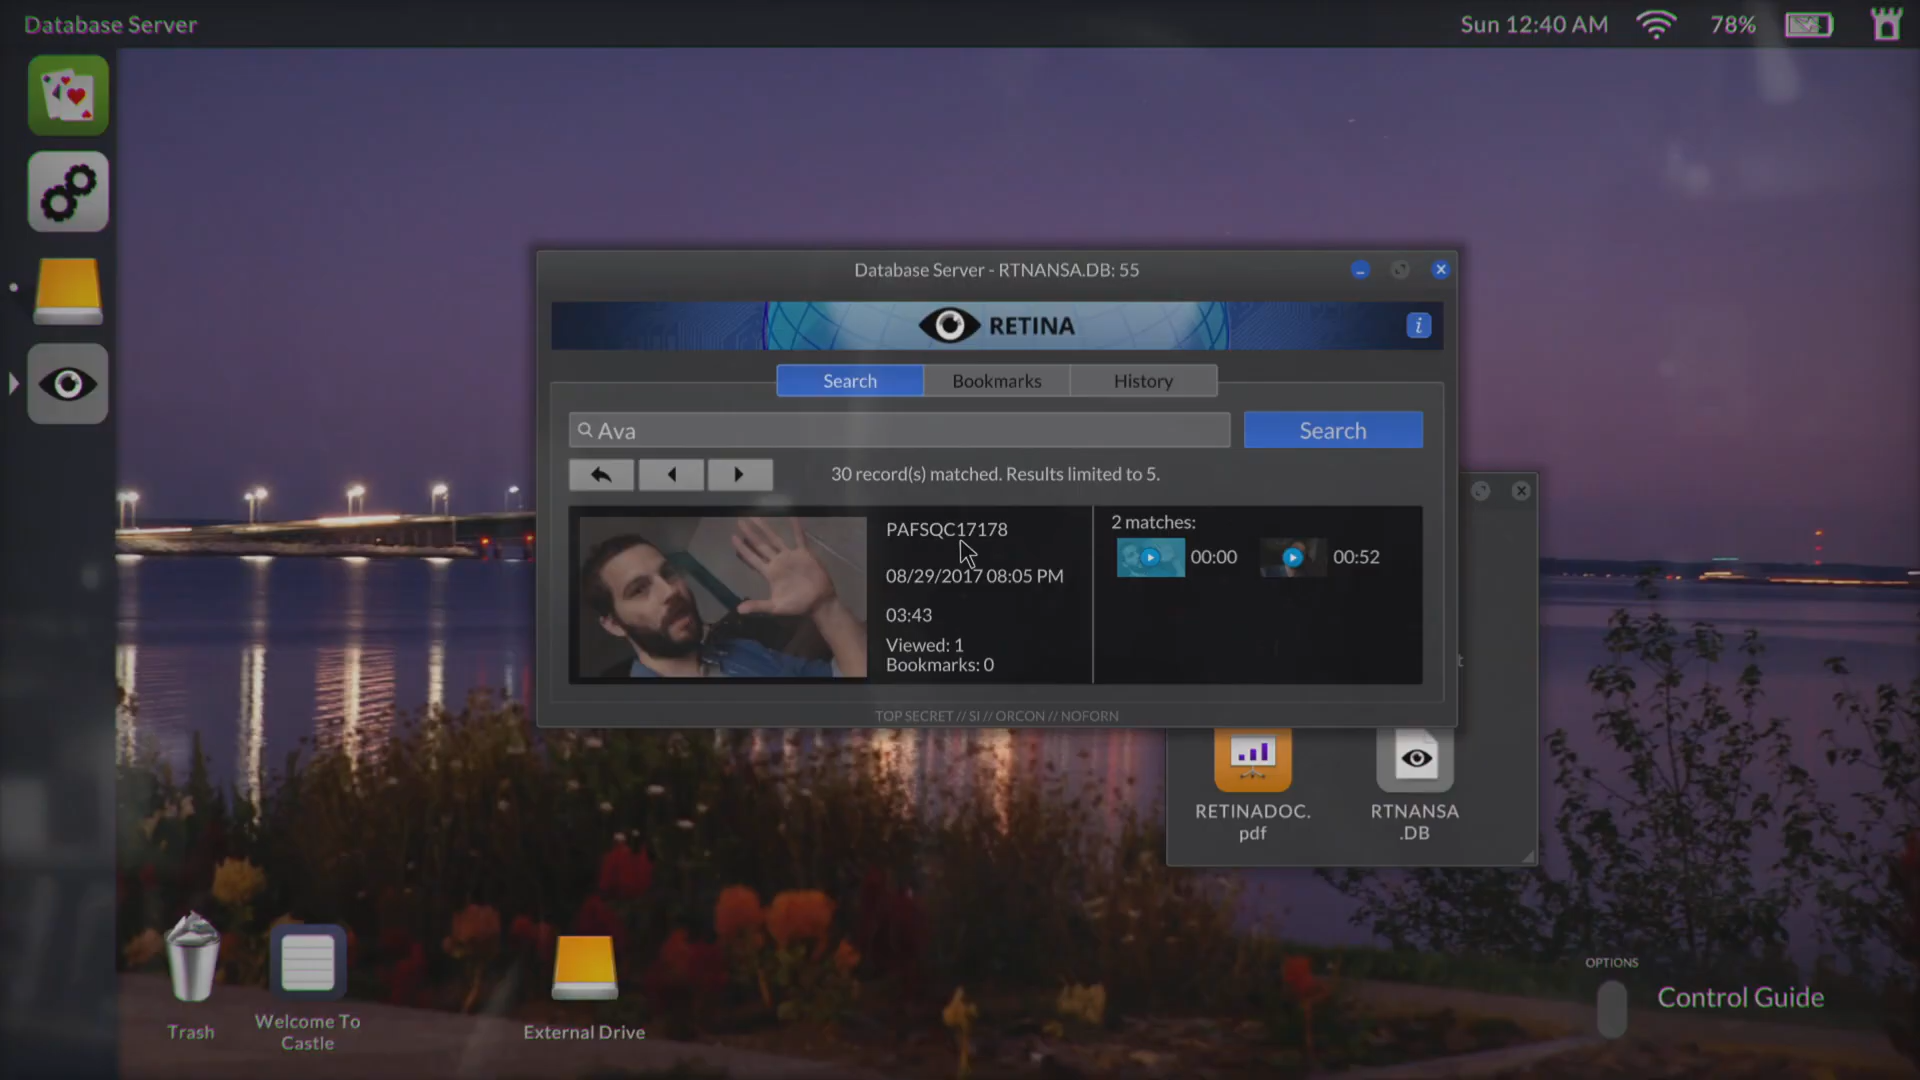 Database Server
Sun 12:40 AM
78%
Database Server - RTNANSA.DB: 55
RETINA
i
Search
Bookmarks
History
Ava
Search
30 record(s) matched. Results limited to 5.
PAFSQC17178
08/29/2017 08:05 PM
03:43
Viewed: 1
Bookmarks: 0
2 matches:
00:00
00:52
TOP SECRET // SI // ORCON // NOFORN
RETINADOC.
pdf
RTNANSA
.DB
Trash
Welcome To
Castle
External Drive
OPTIONS
Control Guide